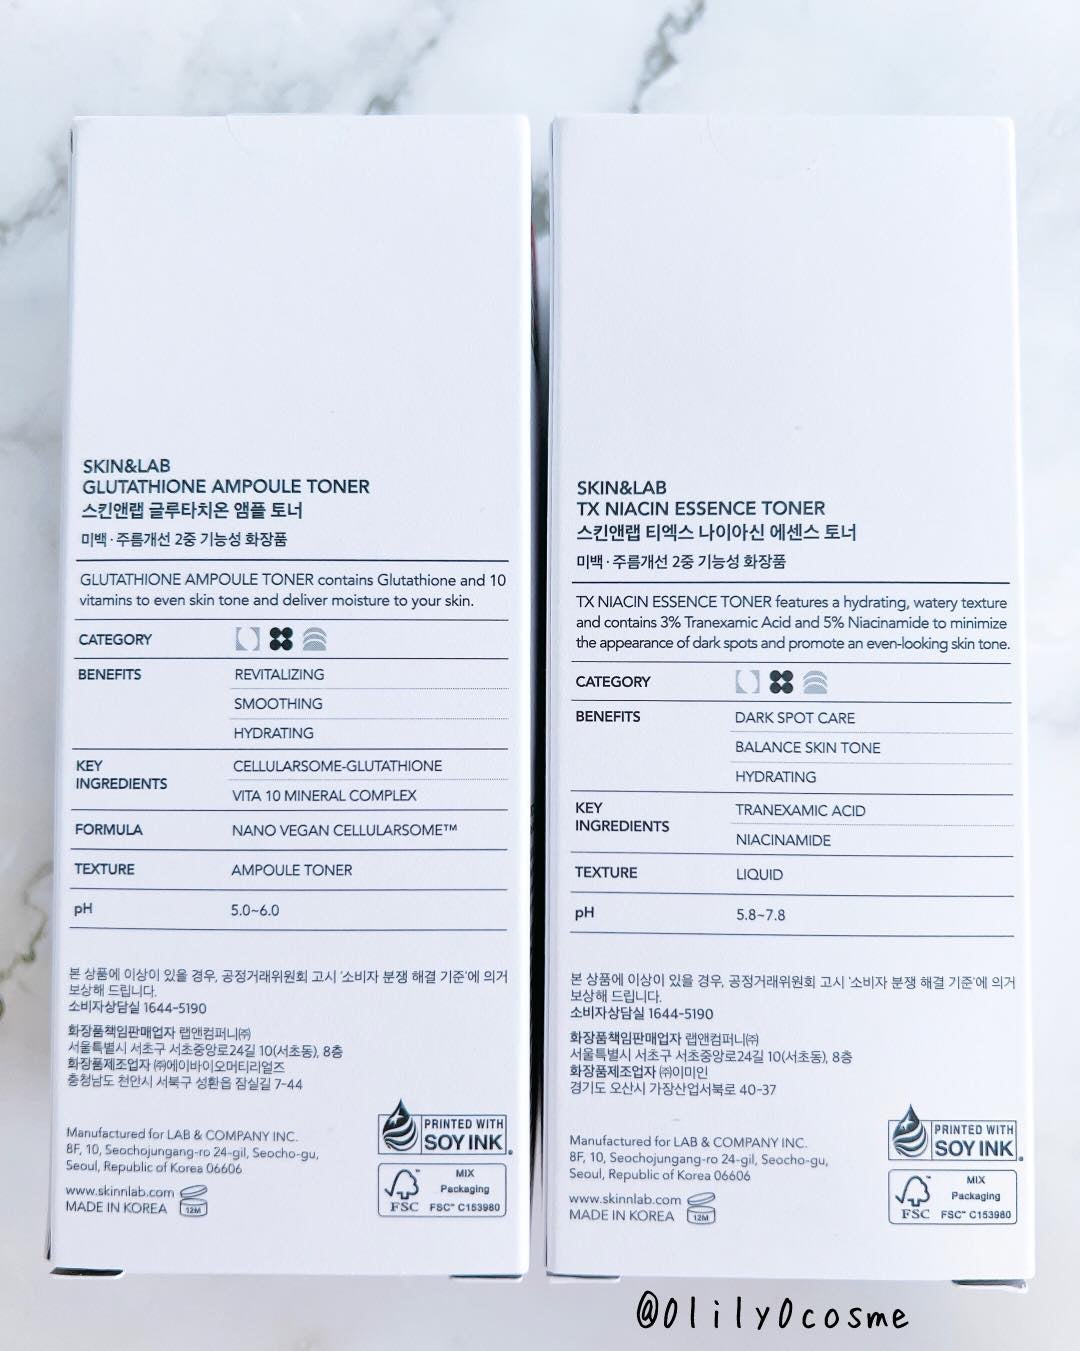 SKIN&LAB
GLUTATHIONE AMPOULE TONER
스킨앤랩 글루타치온 앰플 토너
미백 · 주름개선 2중 기능성 화장품
GLUTATHIONE AMPOULE TONER contains Glutathione and 10
vitamins to even skin tone and deliver moisture to your skin.
CATEGORY
BENEFITS REVITALIZING
SMOOTHING
HYDRATING
KEY INGREDIENTS CELLULARSOME-GLUTATHIONE
VITA 10 MINERAL COMPLEX
FORMULA NANO VEGAN CELLULARSOME™
TEXTURE AMPOULE TONER
pH 5.0~6.0
본 상품에 이상이 있을 경우, 공정거래위원회 고시 '소비자 분쟁 해결 기준'에 의거
보상해 드립니다.
소비자상담실 1644-5190
화장품책임판매업자 랩앤컴퍼니㈜
서울특별시 서초구 서초중앙로24길 10(서초동), 8층
화장품제조업자 ㈜에이바이오머티리얼즈
충청남도 천안시 서북구 성환읍 잠실길 7-44
Manufactured for LAB & COMPANY INC.
8F, 10, Seochojungang-ro 24-gil, Seocho-gu,
Seoul, Republic of Korea 06606
www.skinnlab.com
MADE IN KOREA 12M
PRINTED WITH
SOY INK
MIX
Packaging
FSC™ FSC™ C153980
SKIN&LAB
TX NIACIN ESSENCE TONER
스킨앤랩 티엑스 나이아신 에센스 토너
미백 · 주름개선 2중 기능성 화장품
TX NIACIN ESSENCE TONER features a hydrating, watery texture
and contains 3% Tranexamic Acid and 5% Niacinamide to minimize
the appearance of dark spots and promote an even-looking skin tone.
CATEGORY
BENEFITS DARK SPOT CARE
BALANCE SKIN TONE
HYDRATING
KEY INGREDIENTS TRANEXAMIC ACID
NIACINAMIDE
TEXTURE LIQUID
pH 5.8~7.8
본 상품에 이상이 있을 경우, 공정거래위원회 고시 '소비자 분쟁 해결 기준'에 의거
보상해 드립니다.
소비자상담실 1644-5190
화장품책임판매업자 랩앤컴퍼니㈜
서울특별시 서초구 서초중앙로24길 10(서초동), 8층
화장품제조업자 ㈜이미인
경기도 오산시 가장산업서북로 40-37
Manufactured for LAB & COMPANY INC.
8F, 10, Seochojungang-ro 24-gil, Seocho-gu,
Seoul, Republic of Korea 06606
www.skinnlab.com
MADE IN KOREA 12M
PRINTED WITH
SOY INK
MIX
Packaging
FSC™ FSC™ C153980
@0lily0cosme